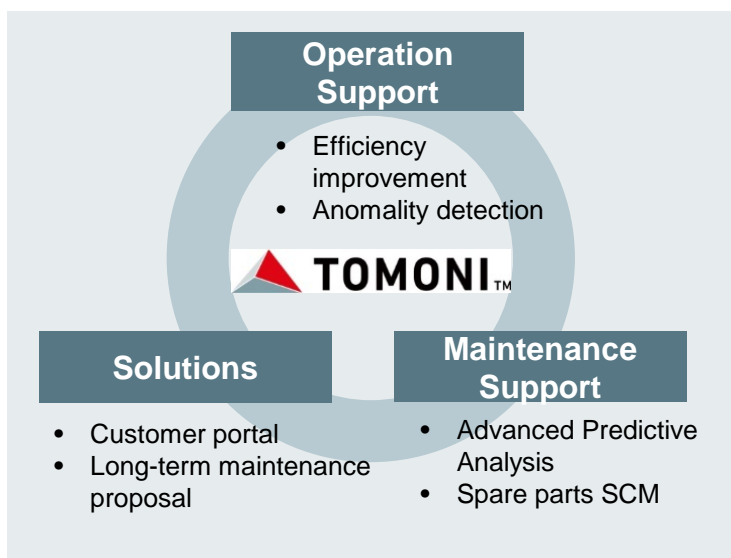 Operation
Support
• Efficiency
improvement
• Anomality detection
TOMONI™
Solutions
• Customer portal
• Long-term maintenance
proposal
Maintenance
Support
• Advanced Predictive
Analysis
• Spare parts SCM